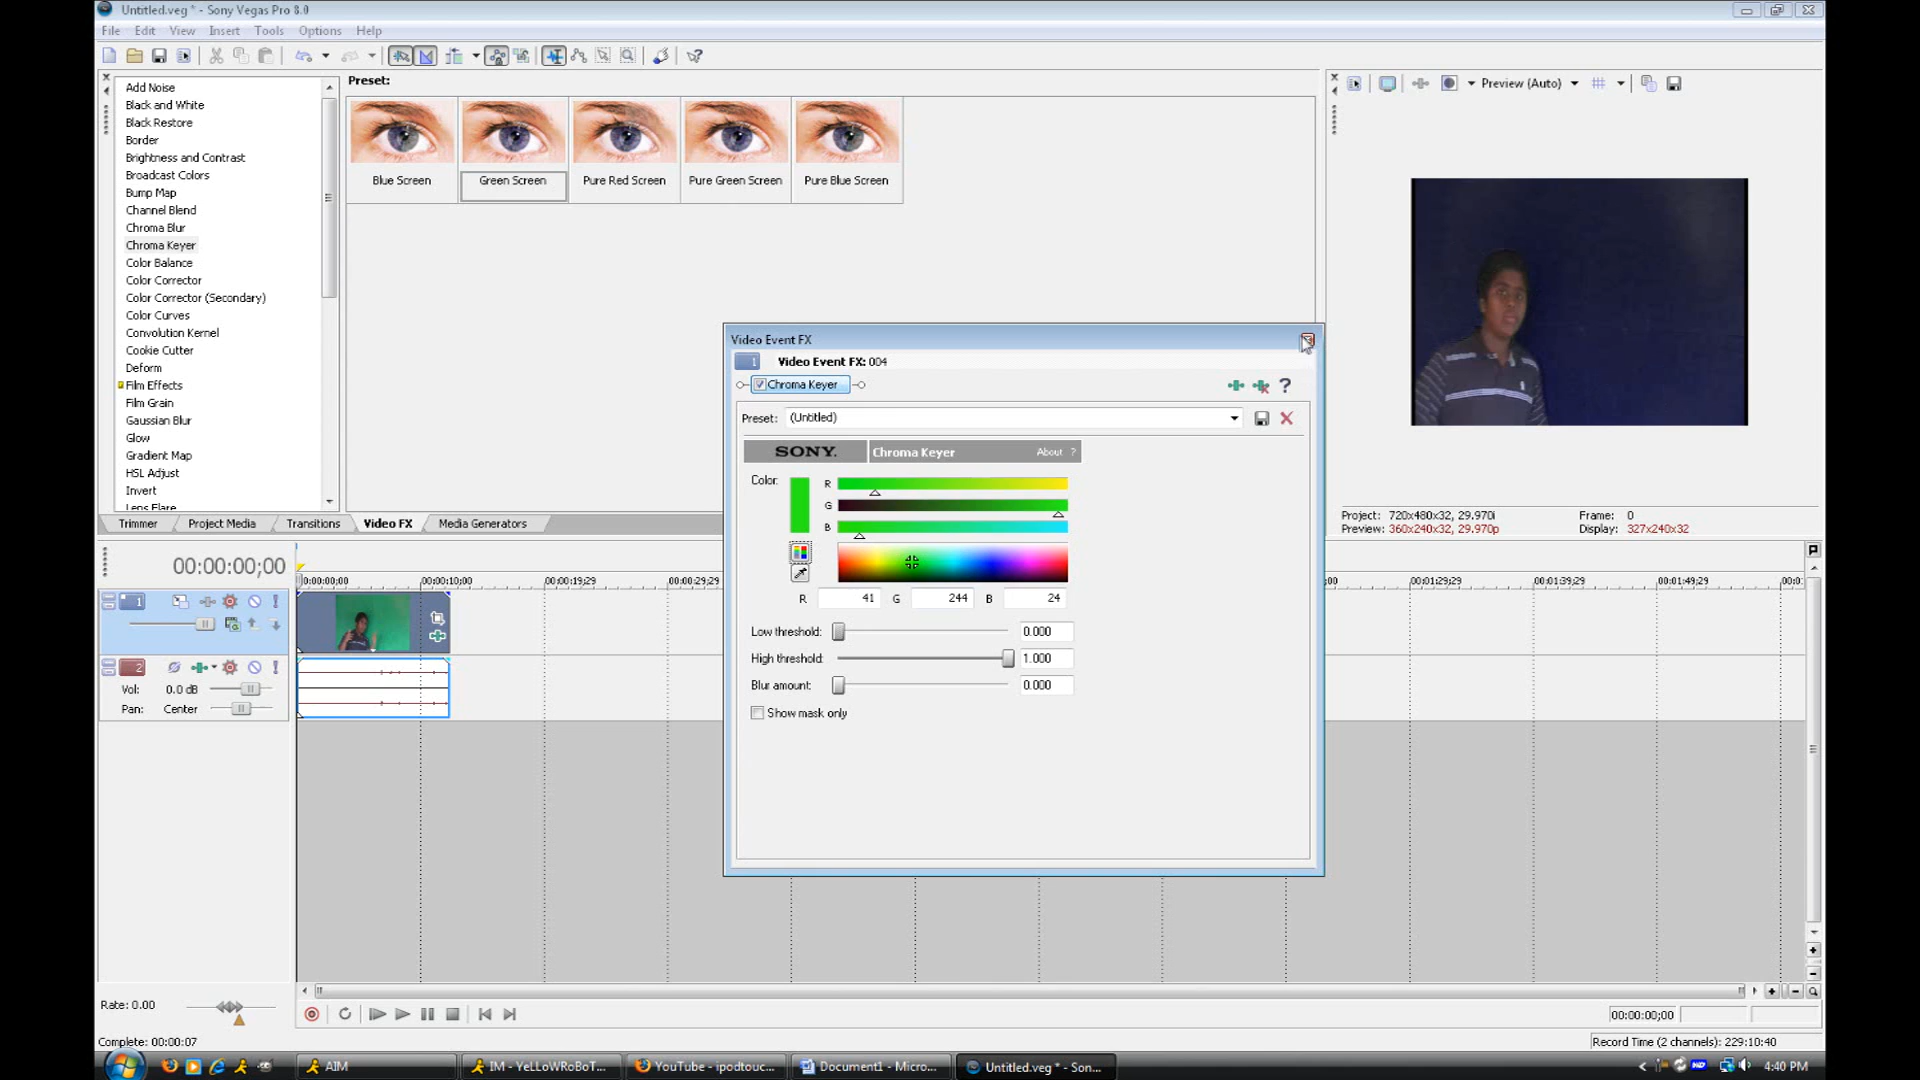 Untitled.veg * - Sony Vegas Pro 8.0
File Edit View Insert Tools Options Help
Add Noise
Black and White
Black Restore
Border
Brightness and Contrast
Broadcast Colors
Bump Map
Channel Blend
Chroma Blur
Chroma Keyer
Color Balance
Color Corrector
Color Corrector (Secondary)
Color Curves
Convolution Kernel
Cookie Cutter
Deform
Film Effects
Film Grain
Gaussian Blur
Glow
Gradient Map
HSL Adjust
Invert
Lens Flare
Preset:
Blue Screen Green Screen Pure Red Screen Pure Green Screen Pure Blue Screen
Preview (Auto)
Project: 720x480x32, 29.970i Frame: 0
Preview: 360x240x32, 29.970p Display: 327x240x32
Trimmer Project Media Transitions Video FX Media Generators
Video Event FX
1 Video Event FX: 004
Chroma Keyer
Preset: (Untitled)
SONY. Chroma Keyer About ?
Color: R
G
B
R 41 G 244 B 24
Low threshold: 0.000
High threshold: 1.000
Blur amount: 0.000
Show mask only
00:00:00;00
0:00:00;00 00:00:10;00 00:00:19;29 00:00:29;29 :00 00:01:29;29 00:01:39;29 00:01:49;29 00:0
1
2
Vol: 0.0 dB
Pan: Center
Rate: 0.00
00:00:00;00
Complete: 00:00:07
Record Time (2 channels): 229:10:40
AIM IM - YeLLoWRoBoT... YouTube - ipodtouc... Document1 - Micro... Untitled.veg * - Son... 4:40 PM